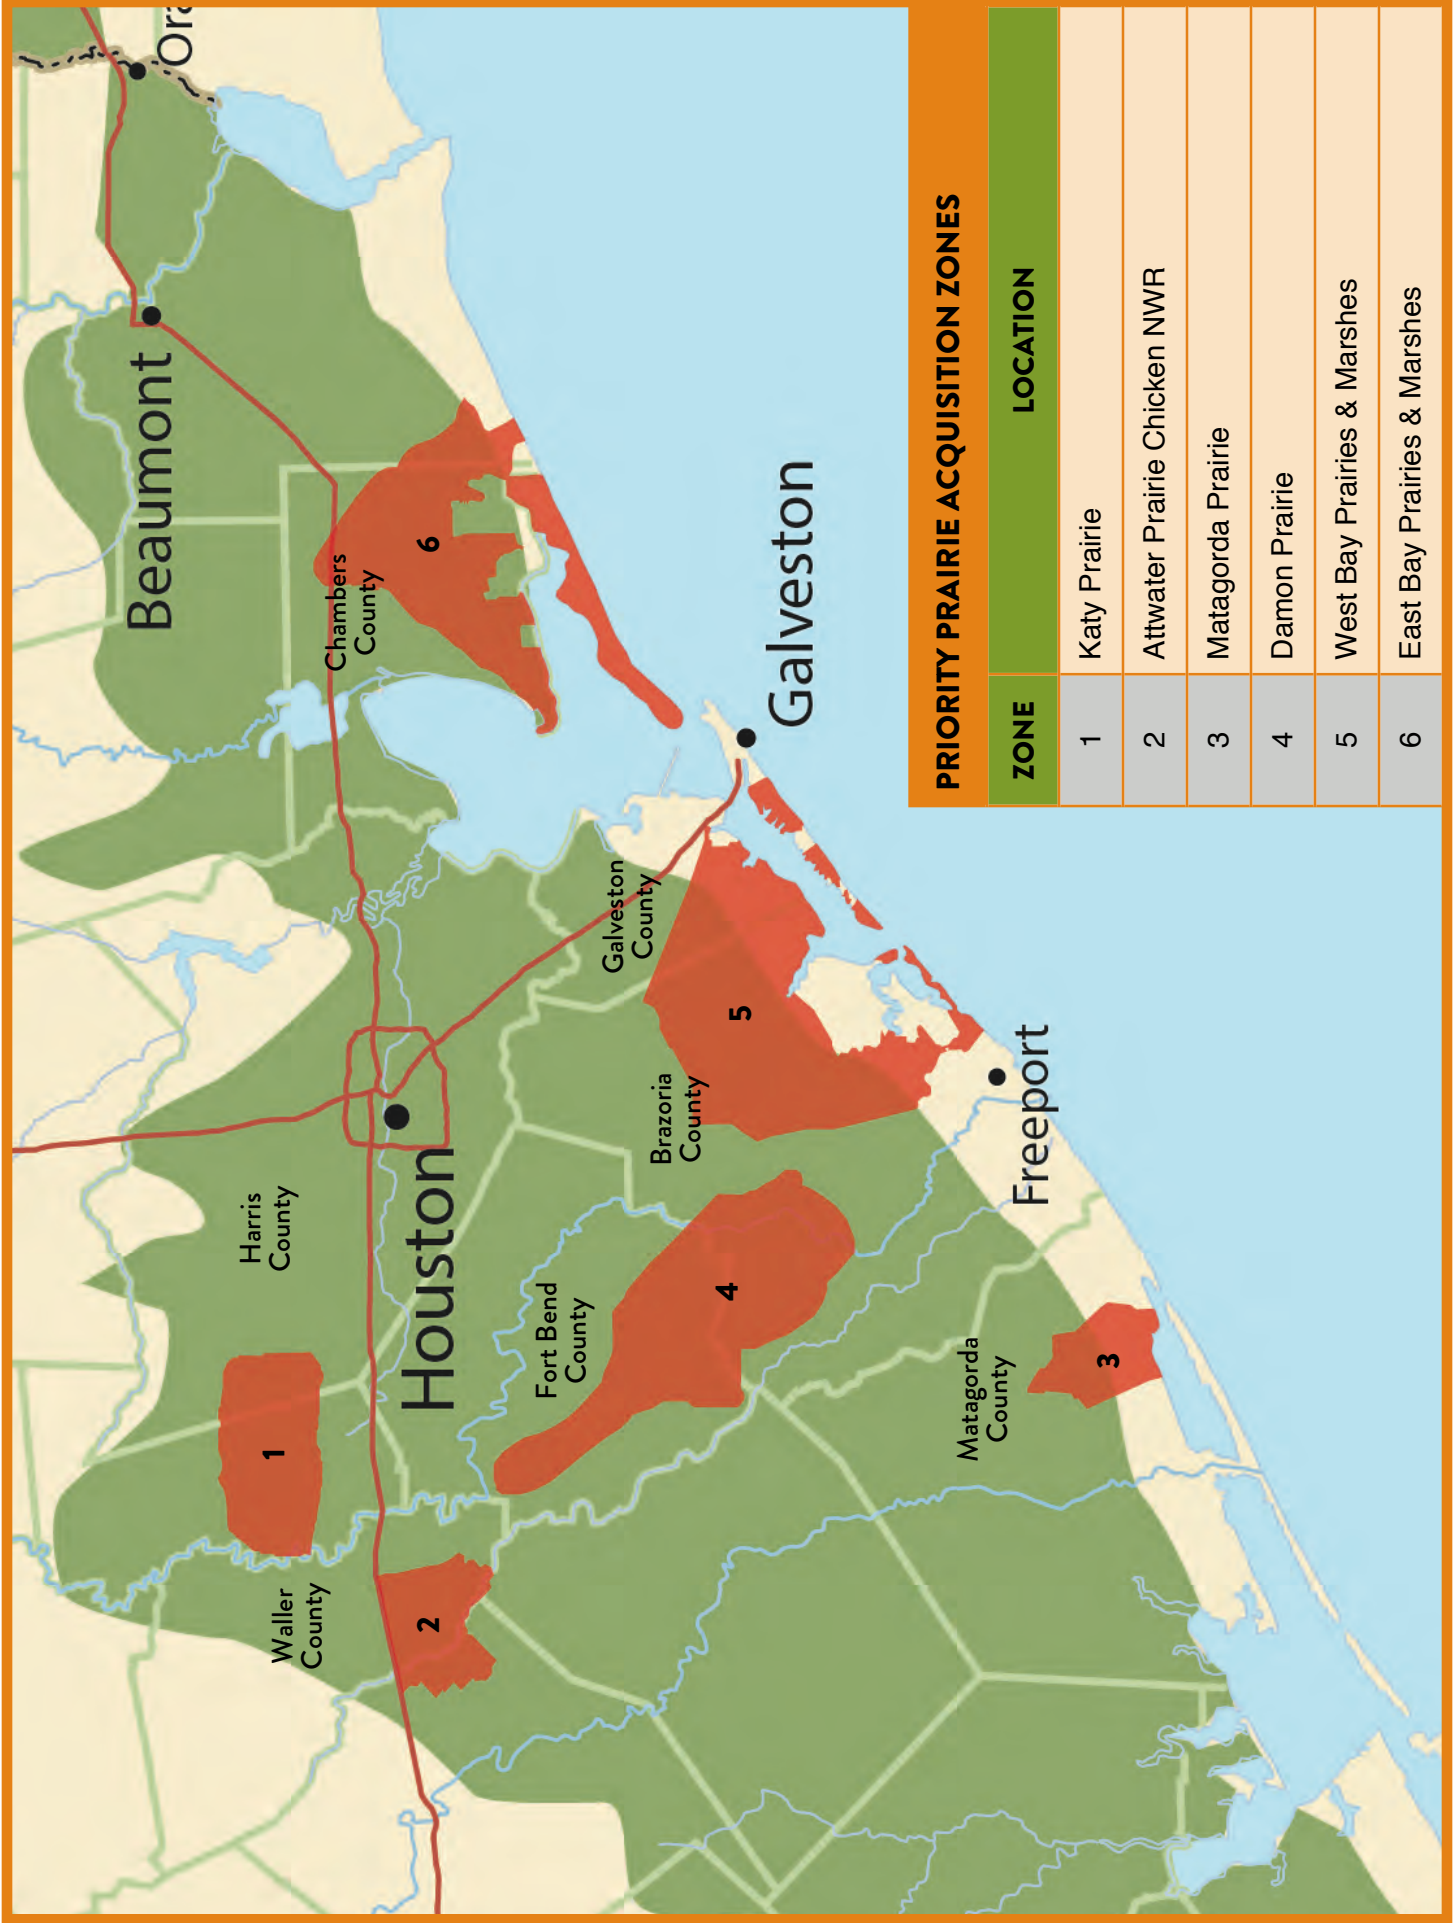 Ora
Beaumont
Chambers
County
6
Galveston
Harris
County
Houston
Galveston
County
5
Brazoria
County
Freeport
1
Waller
County
2
Fort Bend
County
4
Matagorda
County
3
PRIORITY PRAIRIE ACQUISITION ZONES
ZONE LOCATION
1 Katy Prairie
2 Attwater Prairie Chicken NWR
3 Matagorda Prairie
4 Damon Prairie
5 West Bay Prairies & Marshes
6 East Bay Prairies & Marshes